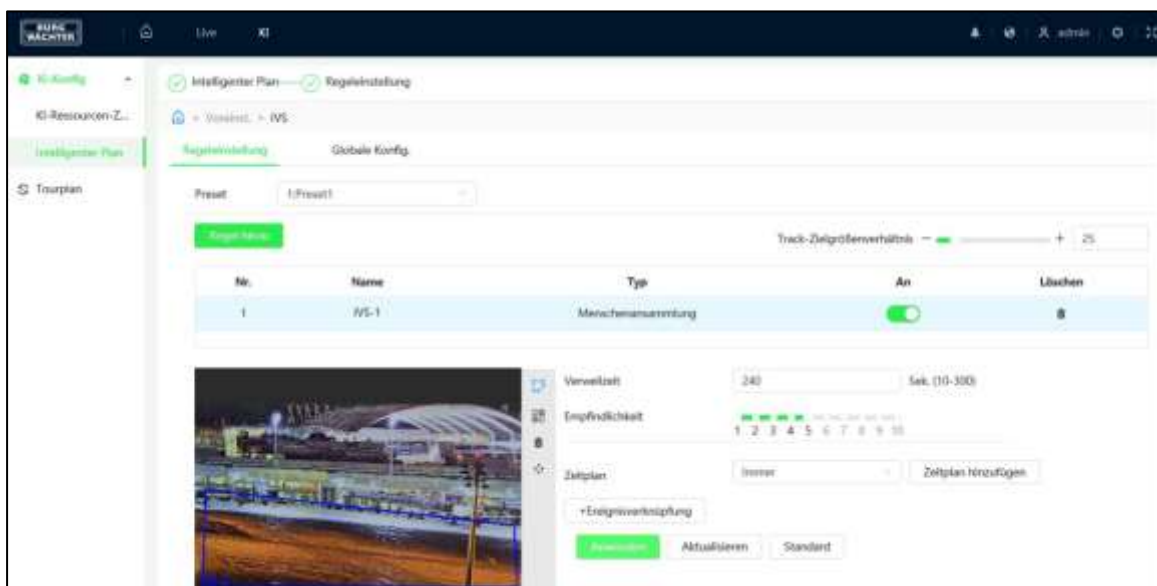 BURG WÄCHTER
Live KI admin
KI-Konfig
Intelligenter Plan Regeleinstellung
KI-Ressourcen-Z...
> Voreinst. > IVS
Intelligenter Plan
Regeleinstellung Globale Konfig.
Tourplan
Preset 1:Preset1
Track-Zielgrößenverhältnis − + 25
Nr. Name Typ An Löschen
1 IVS-1 Menschenansammlung
Verweilzeit 240 Sek. (10-300)
Empfindlichkeit
1 2 3 4 5 6 7 8 9 10
Zeitplan Immer Zeitplan hinzufügen
+Ereignisverknüpfung
Anwenden Aktualisieren Standard